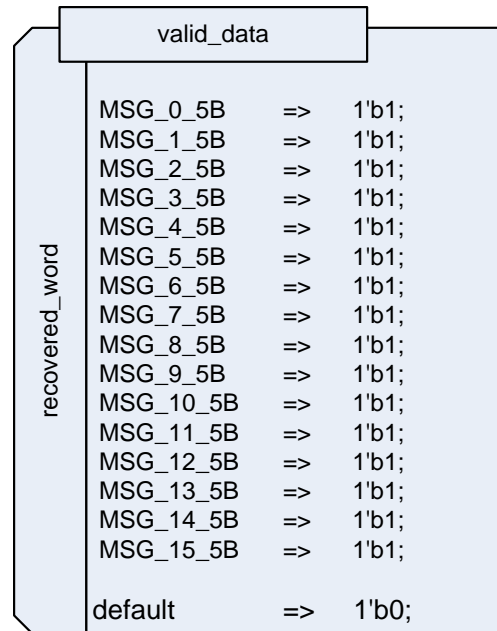 valid_data
recovered_word
MSG_0_5B => 1'b1;
MSG_1_5B => 1'b1;
MSG_2_5B => 1'b1;
MSG_3_5B => 1'b1;
MSG_4_5B => 1'b1;
MSG_5_5B => 1'b1;
MSG_6_5B => 1'b1;
MSG_7_5B => 1'b1;
MSG_8_5B => 1'b1;
MSG_9_5B => 1'b1;
MSG_10_5B => 1'b1;
MSG_11_5B => 1'b1;
MSG_12_5B => 1'b1;
MSG_13_5B => 1'b1;
MSG_14_5B => 1'b1;
MSG_15_5B => 1'b1;
default => 1'b0;